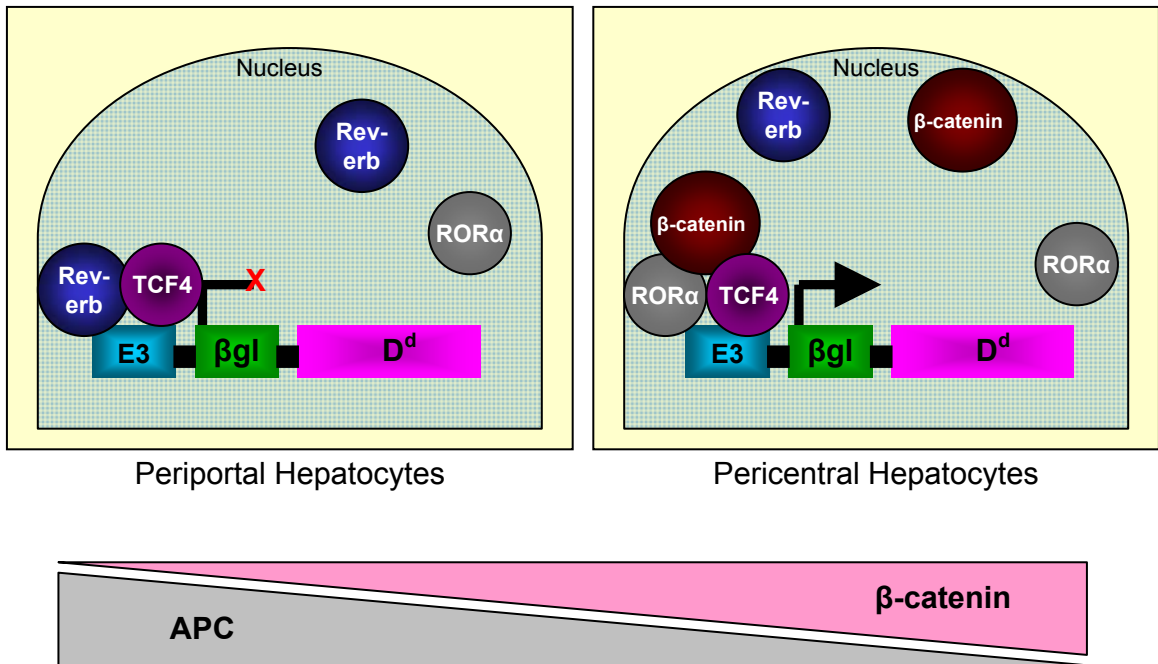 Nucleus
Rev-
erb
RORα
Rev-
erb
TCF4
X
E3
βgl
Dᵈ
Periportal Hepatocytes
Nucleus
Rev-
erb
β-catenin
β-catenin
RORα
RORα
TCF4
E3
βgl
Dᵈ
Pericentral Hepatocytes
β-catenin
APC